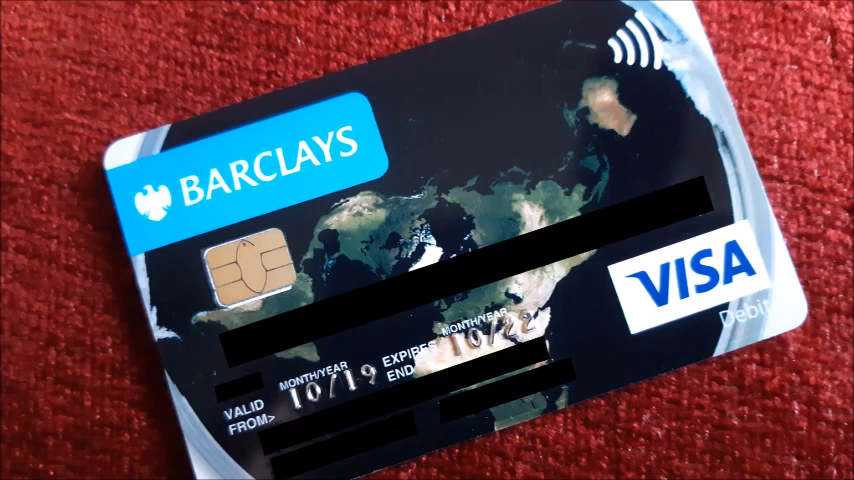 BARCLAYS
VISA
Debit
MONTH/YEAR
MONTH/YEAR
VALID FROM> 10/19 EXPIRES END 10/22